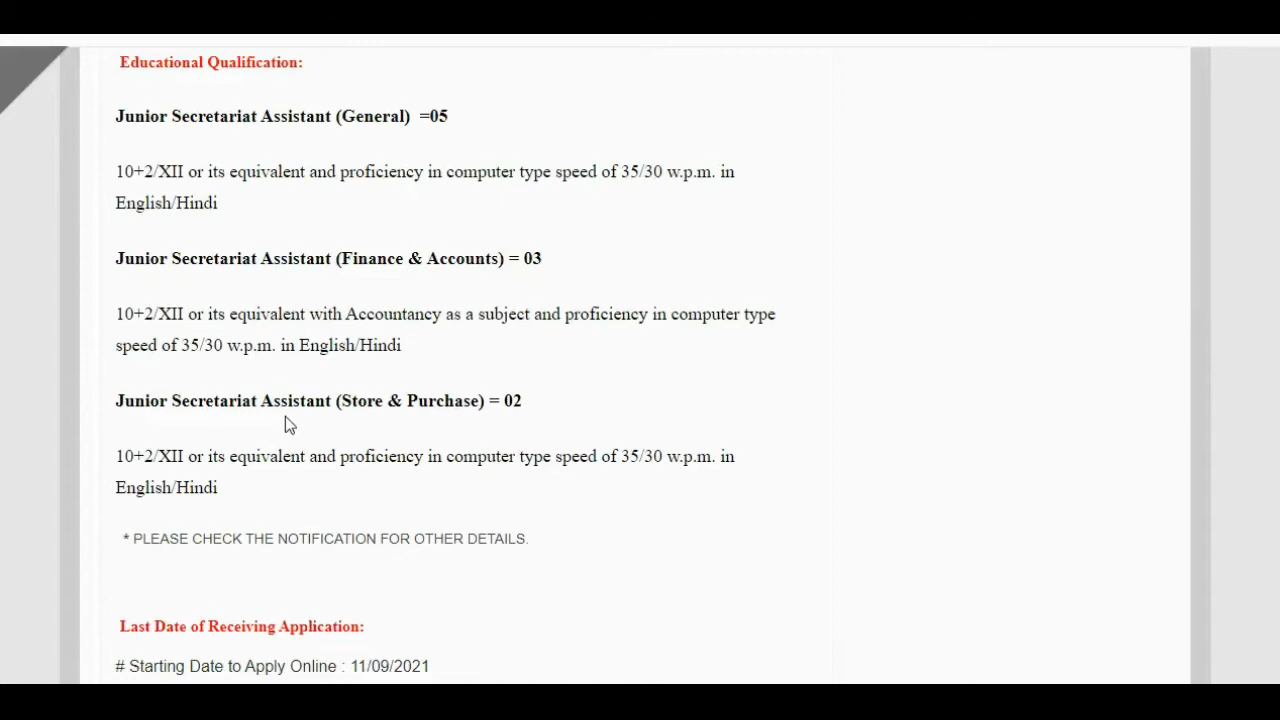 Educational Qualification:
Junior Secretariat Assistant (General)  =05
10+2/XII or its equivalent and proficiency in computer type speed of 35/30 w.p.m. in
English/Hindi
Junior Secretariat Assistant (Finance & Accounts) = 03
10+2/XII or its equivalent with Accountancy as a subject and proficiency in computer type
speed of 35/30 w.p.m. in English/Hindi
Junior Secretariat Assistant (Store & Purchase) = 02
10+2/XII or its equivalent and proficiency in computer type speed of 35/30 w.p.m. in
English/Hindi
* PLEASE CHECK THE NOTIFICATION FOR OTHER DETAILS.
Last Date of Receiving Application:
# Starting Date to Apply Online : 11/09/2021